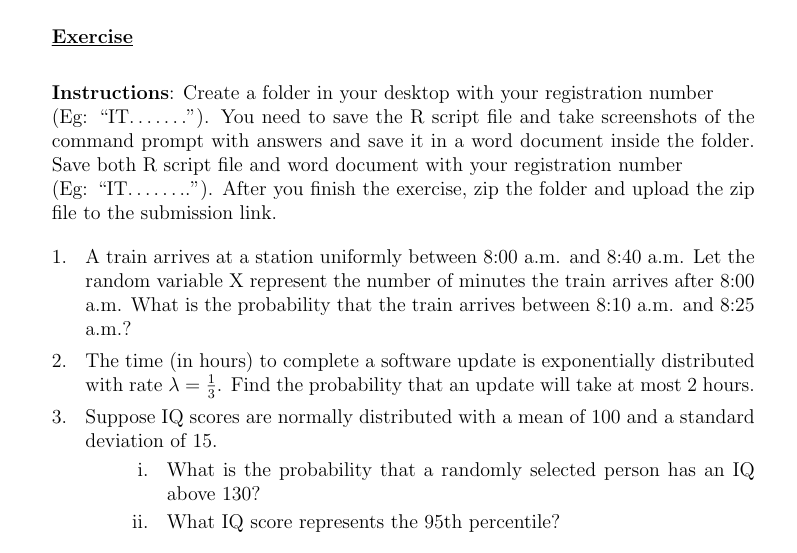 Exercise
Instructions: Create a folder in your desktop with your registration number
(Eg: “IT.......”). You need to save the R script file and take screenshots of the
command prompt with answers and save it in a word document inside the folder.
Save both R script file and word document with your registration number
(Eg: “IT........”). After you finish the exercise, zip the folder and upload the zip
file to the submission link.
1. A train arrives at a station uniformly between 8:00 a.m. and 8:40 a.m. Let the
random variable X represent the number of minutes the train arrives after 8:00
a.m. What is the probability that the train arrives between 8:10 a.m. and 8:25
a.m.?
2. The time (in hours) to complete a software update is exponentially distributed
with rate λ = 1/3. Find the probability that an update will take at most 2 hours.
3. Suppose IQ scores are normally distributed with a mean of 100 and a standard
deviation of 15.
i. What is the probability that a randomly selected person has an IQ
above 130?
ii. What IQ score represents the 95th percentile?